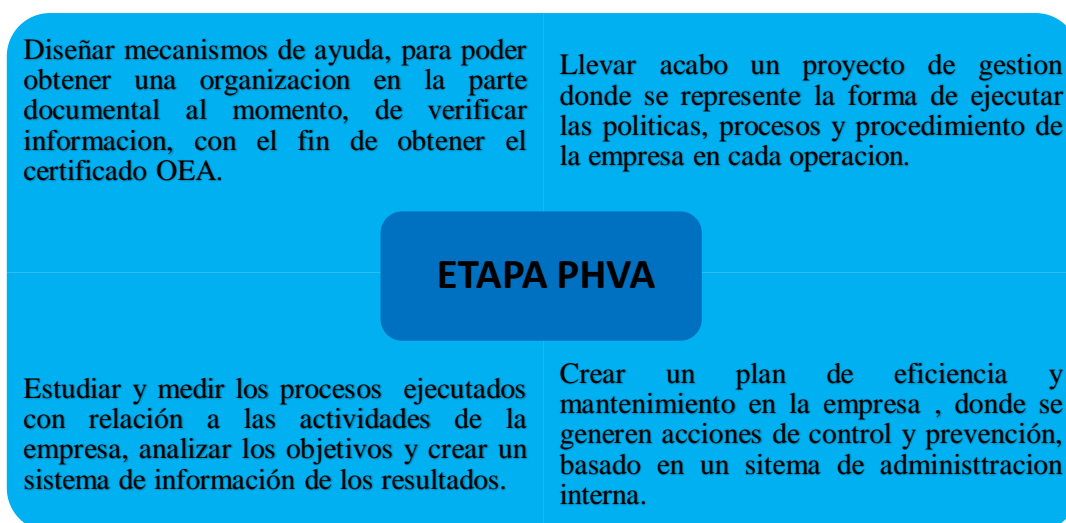 Diseñar mecanismos de ayuda, para poder
obtener una organizacion en la parte
documental al momento, de verificar
informacion, con el fin de obtener el
certificado OEA.
Llevar acabo un proyecto de gestion
donde se represente la forma de ejecutar
las politicas, procesos y procedimiento de
la empresa en cada operacion.
ETAPA PHVA
Estudiar y medir los procesos ejecutados
con relación a las actividades de la
empresa, analizar los objetivos y crear un
sistema de información de los resultados.
Crear un plan de eficiencia y
mantenimiento en la empresa , donde se
generen acciones de control y prevención,
basado en un sitema de administtracion
interna.